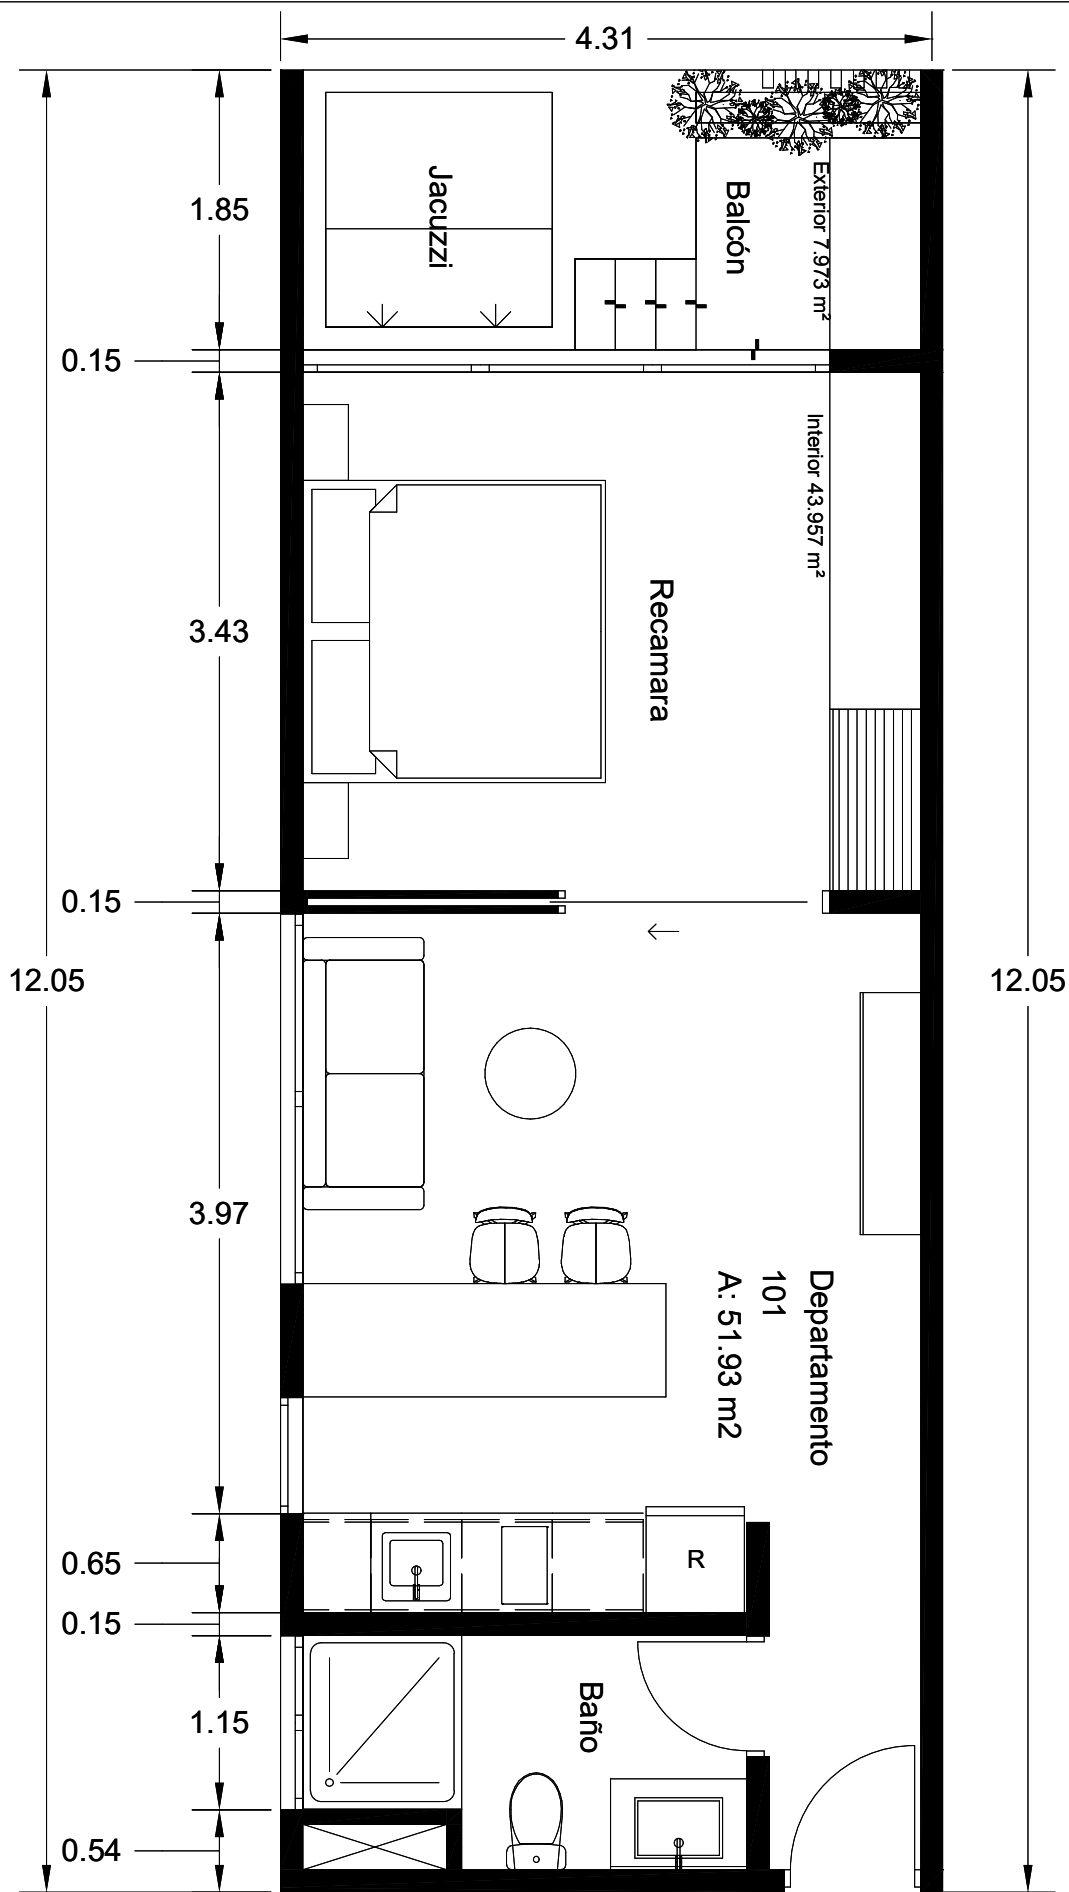 4.31
1.85
0.15
3.43
0.15
12.05
3.97
0.65
0.15
1.15
0.54
12.05
Jacuzzi
Balcón
Exterior 7.973 m²
Interior 43.957 m²
Recamara
Departamento
101
A: 51.93 m2
R
Baño